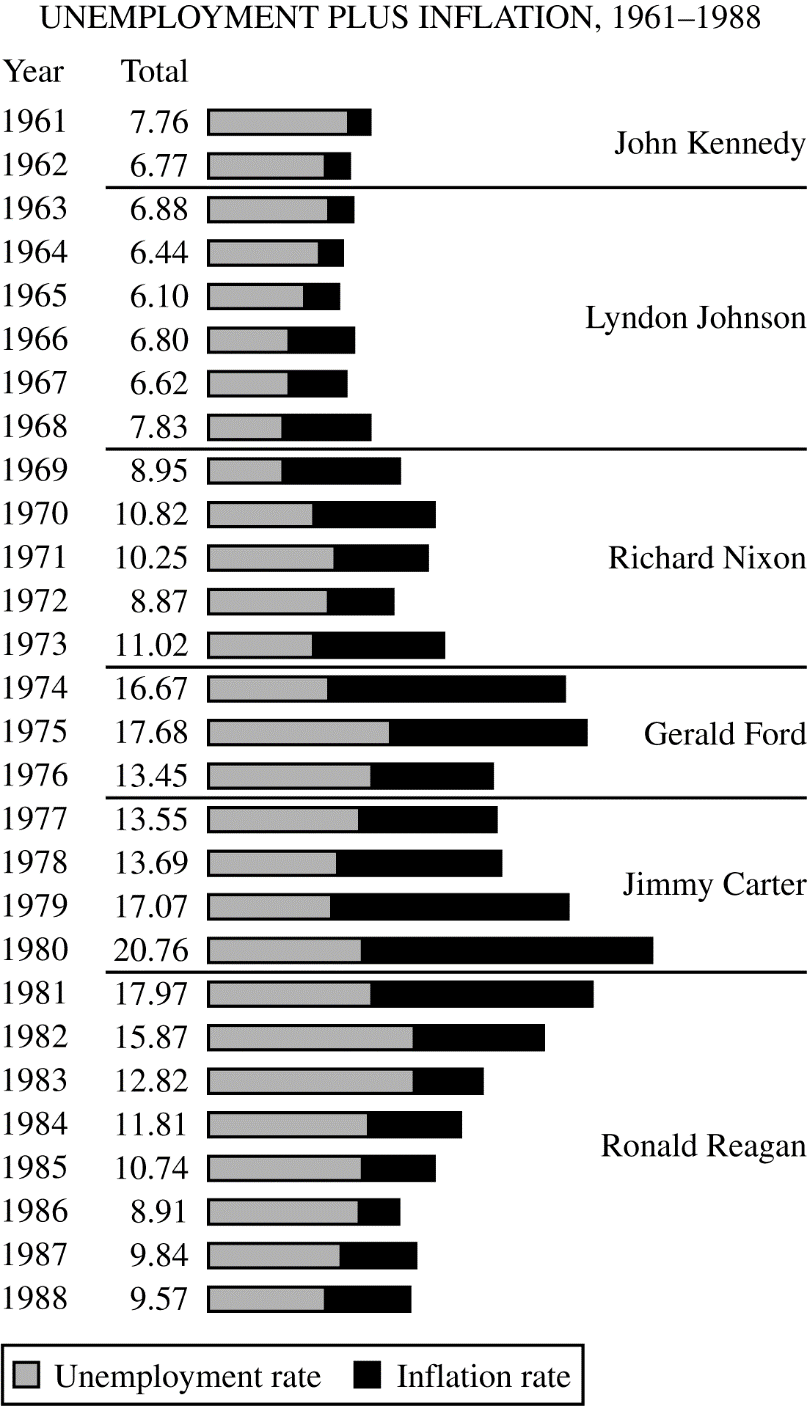 UNEMPLOYMENT PLUS INFLATION, 1961–1988
Year Total
1961 7.76
John Kennedy
1962 6.77
1963 6.88
1964 6.44
1965 6.10
Lyndon Johnson
1966 6.80
1967 6.62
1968 7.83
1969 8.95
1970 10.82
1971 10.25 Richard Nixon
1972 8.87
1973 11.02
1974 16.67
1975 17.68 Gerald Ford
1976 13.45
1977 13.55
1978 13.69
Jimmy Carter
1979 17.07
1980 20.76
1981 17.97
1982 15.87
1983 12.82
1984 11.81
Ronald Reagan
1985 10.74
1986 8.91
1987 9.84
1988 9.57
Unemployment rate Inflation rate